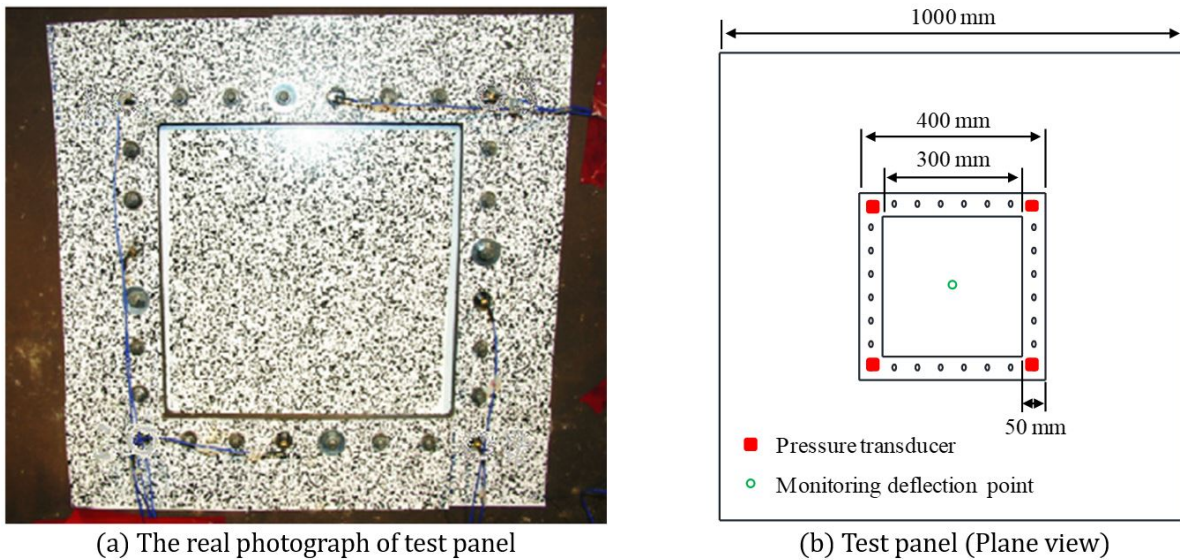 1000 mm
400 mm
300 mm
50 mm
Pressure transducer
Monitoring deflection point
(a) The real photograph of test panel
(b) Test panel (Plane view)